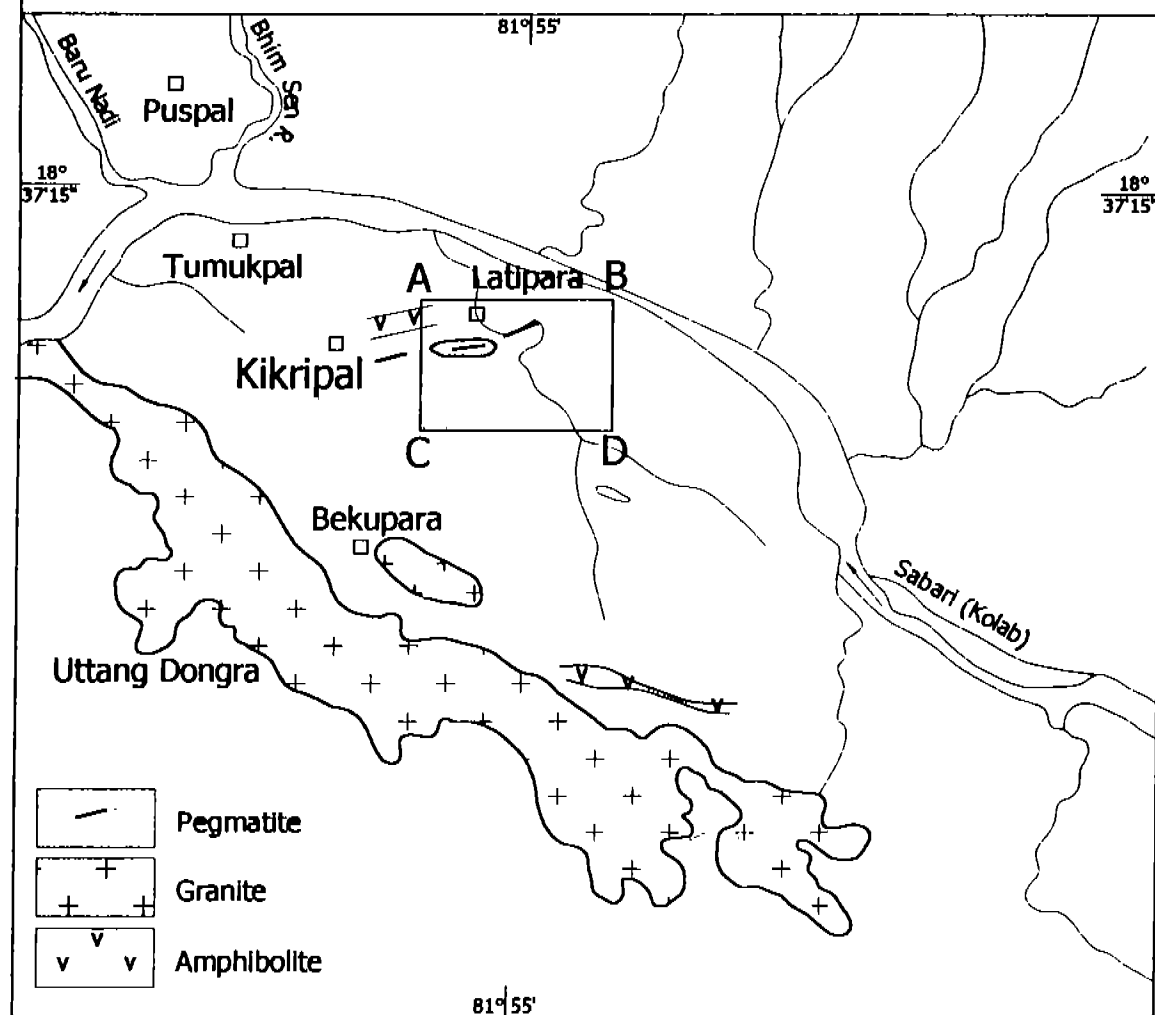 81° 55'
Baru Nadi
Bhim Sen R.
Puspal
18°
37'15"
18°
37'15"
Tumukpal
A
Latipara
B
Kikripal
C
D
Bekupara
Sabari (Kolab)
Uttang Dongra
Pegmatite
Granite
Amphibolite
81° 55'